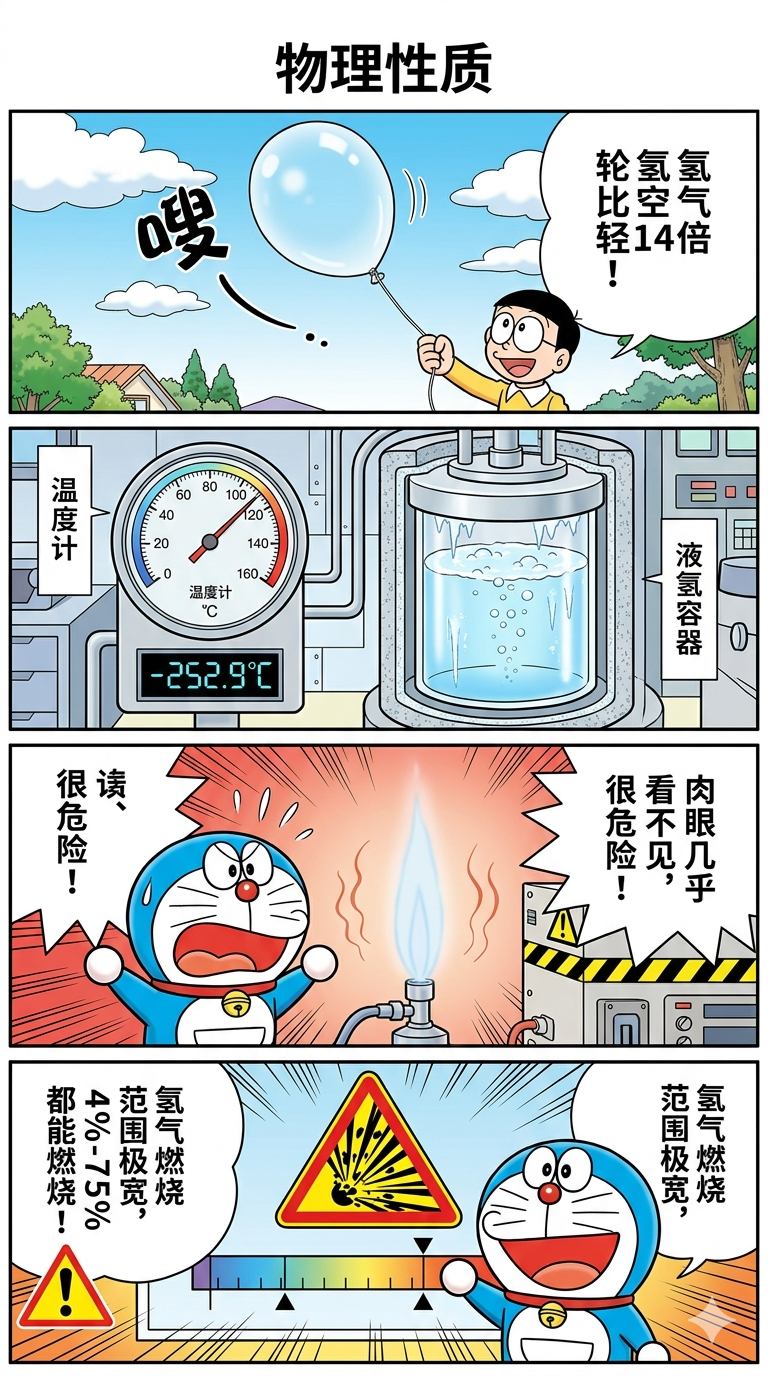 物理性质
氢气倍
氢空14
轮比轻！
嗖
温度计
0
20
40
60
80
100
120
140
160
温度计
℃
-252.9℃
液氢容器
肉眼几乎
看不见，
很危险！
读、
很危险！
氢气燃烧
范围极宽，
氢气燃烧
范围极宽，
4%-75%
都能燃烧！